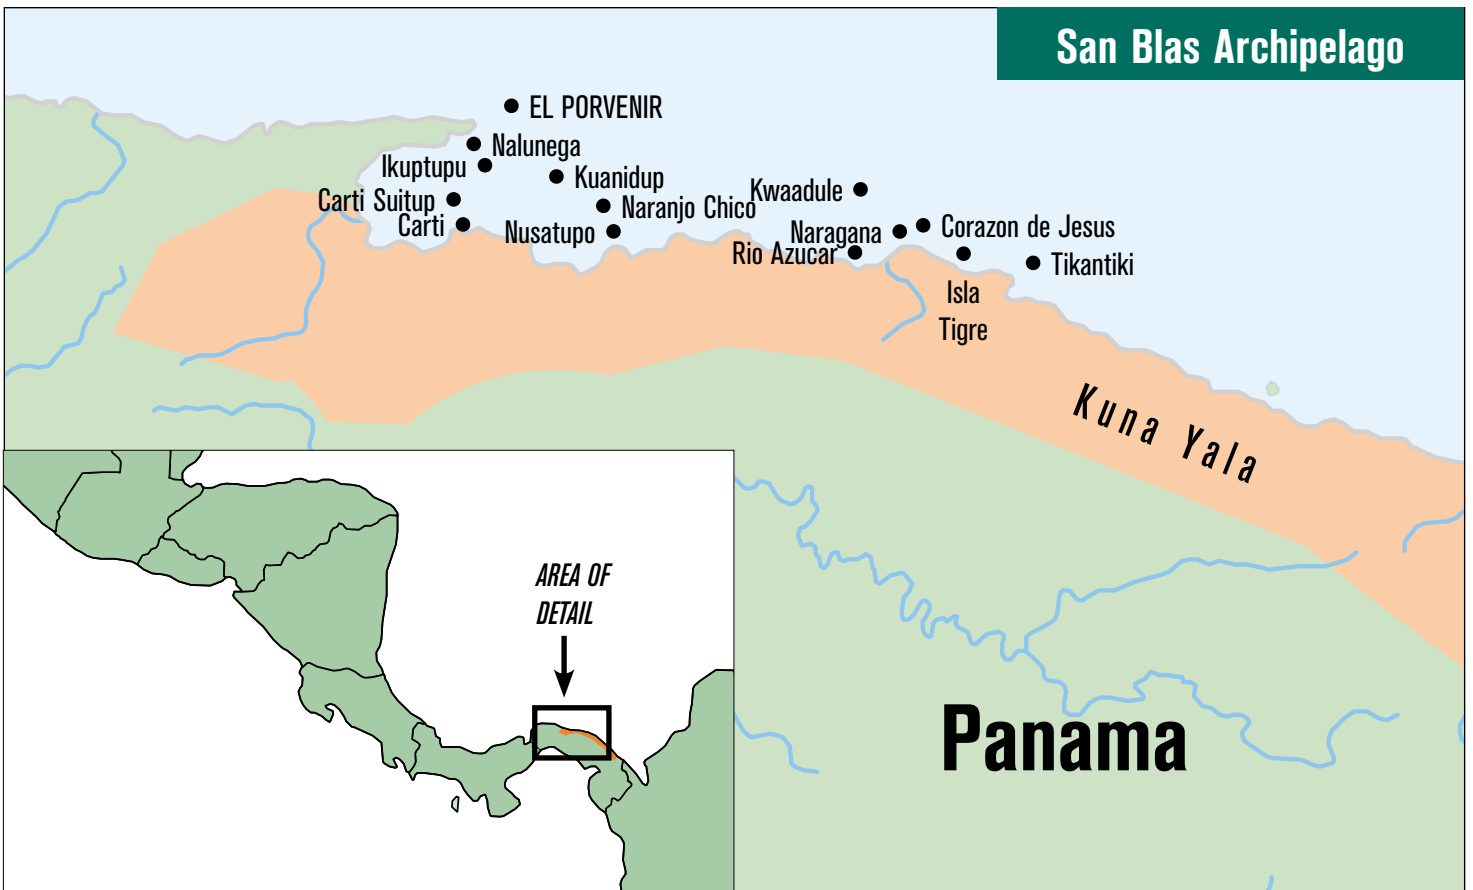 San Blas Archipelago
EL PORVENIR
Nalunega
Ikuptupu
Kuanidup
Kwaadule
Carti Suitup
Naranjo Chico
Carti
Nusatupo
Naragana
Corazon de Jesus
Rio Azucar
Tikantiki
Isla
Tigre
Kuna Yala
AREA OF
DETAIL
Panama